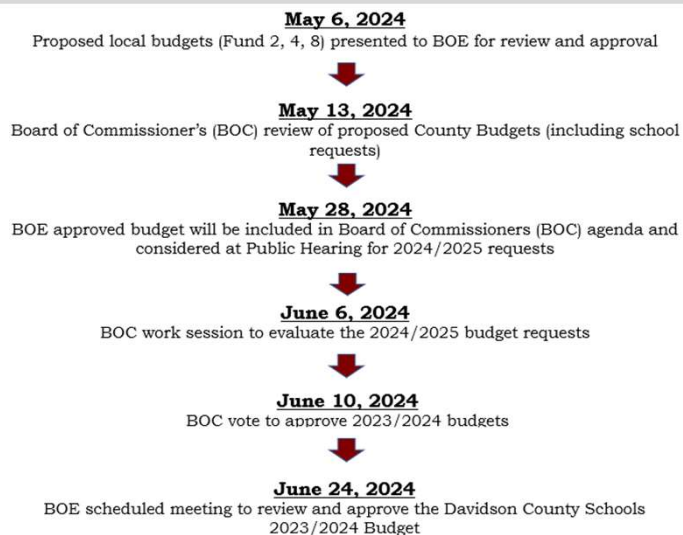 May 6, 2024
Proposed local budgets (Fund 2, 4, 8) presented to BOE for review and approval
May 13, 2024
Board of Commissioner's (BOC) review of proposed County Budgets (including school
requests)
May 28, 2024
BOE approved budget will be included in Board of Commissioners (BOC) agenda and
considered at Public Hearing for 2024/2025 requests
June 6, 2024
BOC work session to evaluate the 2024/2025 budget requests
June 10, 2024
BOC vote to approve 2023/2024 budgets
June 24, 2024
BOE scheduled meeting to review and approve the Davidson County Schools
2023/2024 Budget